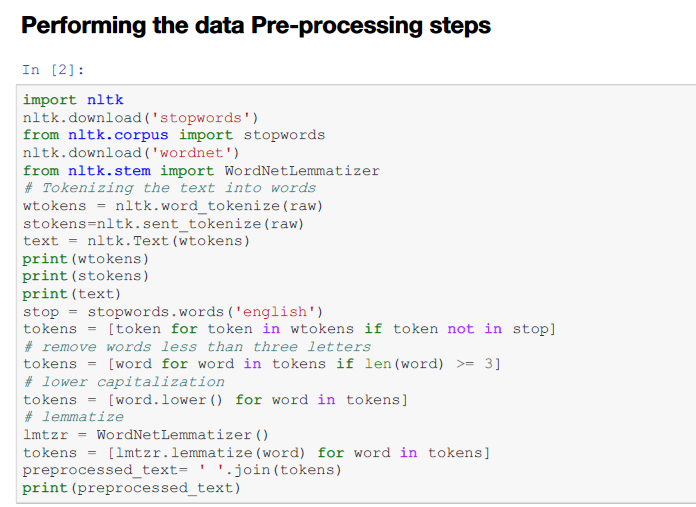 Performing the data Pre-processing steps
In [2]:
import nltk
nltk.download('stopwords')
from nltk.corpus import stopwords
nltk.download('wordnet')
from nltk.stem import WordNetLemmatizer
# Tokenizing the text into words
wtokens = nltk.word_tokenize(raw)
stokens=nltk.sent_tokenize(raw)
text = nltk.Text(wtokens)
print(wtokens)
print(stokens)
print(text)
stop = stopwords.words('english')
tokens = [token for token in wtokens if token not in stop]
# remove words less than three letters
tokens = [word for word in tokens if len(word) >= 3]
# lower capitalization
tokens = [word.lower() for word in tokens]
# lemmatize
lmtzr = WordNetLemmatizer()
tokens = [lmtzr.lemmatize(word) for word in tokens]
preprocessed_text= ' '.join(tokens)
print(preprocessed_text)